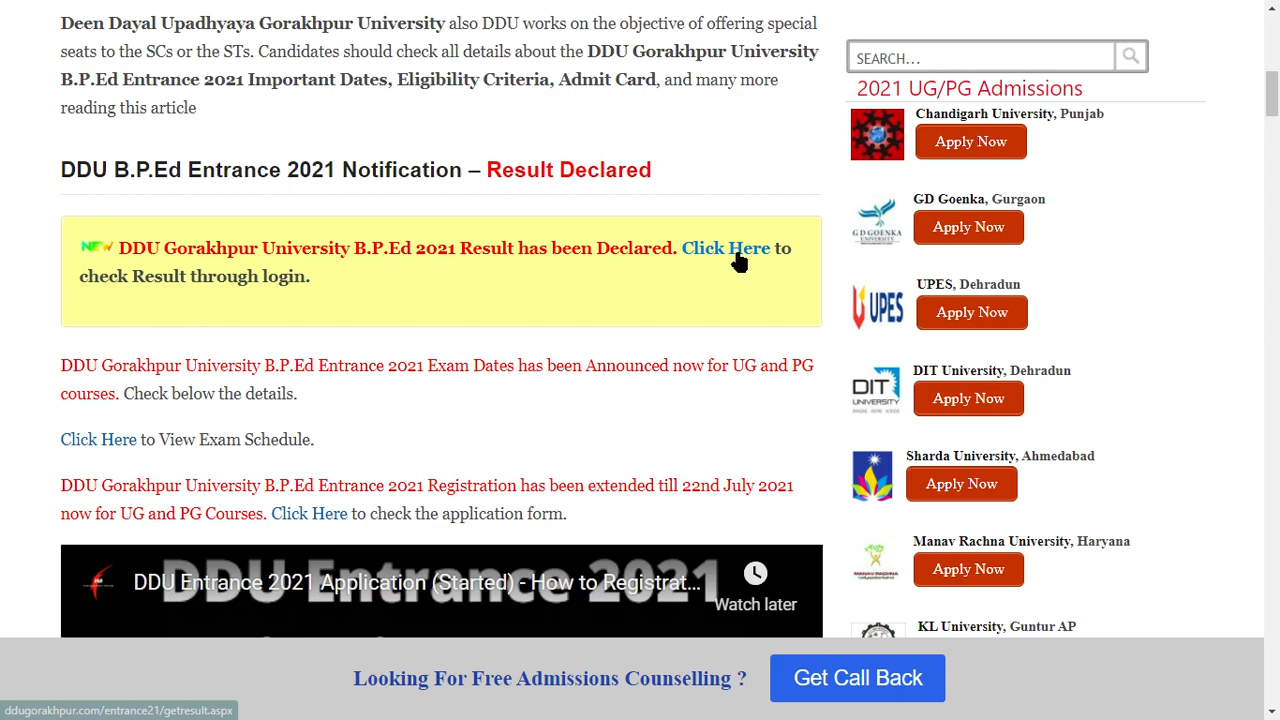 Deen Dayal Upadhyaya Gorakhpur University also DDU works on the objective of offering special
seats to the SCs or the STs. Candidates should check all details about the DDU Gorakhpur University
B.P.Ed Entrance 2021 Important Dates, Eligibility Criteria, Admit Card, and many more
reading this article
DDU B.P.Ed Entrance 2021 Notification – Result Declared
NEW DDU Gorakhpur University B.P.Ed 2021 Result has been Declared. Click Here to
check Result through login.
DDU Gorakhpur University B.P.Ed Entrance 2021 Exam Dates has been Announced now for UG and PG
courses. Check below the details.
Click Here to View Exam Schedule.
DDU Gorakhpur University B.P.Ed Entrance 2021 Registration has been extended till 22nd July 2021
now for UG and PG Courses. Click Here to check the application form.
DDU Entrance 2021
DDU Entrance 2021 Application (Started) - How to Registrat...
Watch later
SEARCH...
2021 UG/PG Admissions
Chandigarh University, Punjab
Apply Now
GD GOENKA
UNIVERSITY
GD Goenka, Gurgaon
Apply Now
UPES
UPES, Dehradun
Apply Now
DIT
UNIVERSITY
DIT University, Dehradun
Apply Now
Sharda University, Ahmedabad
Apply Now
Manav Rachna University, Haryana
Apply Now
KL University, Guntur AP
Looking For Free Admissions Counselling ?
Get Call Back
ddugorakhpur.com/entrance21/getresult.aspx